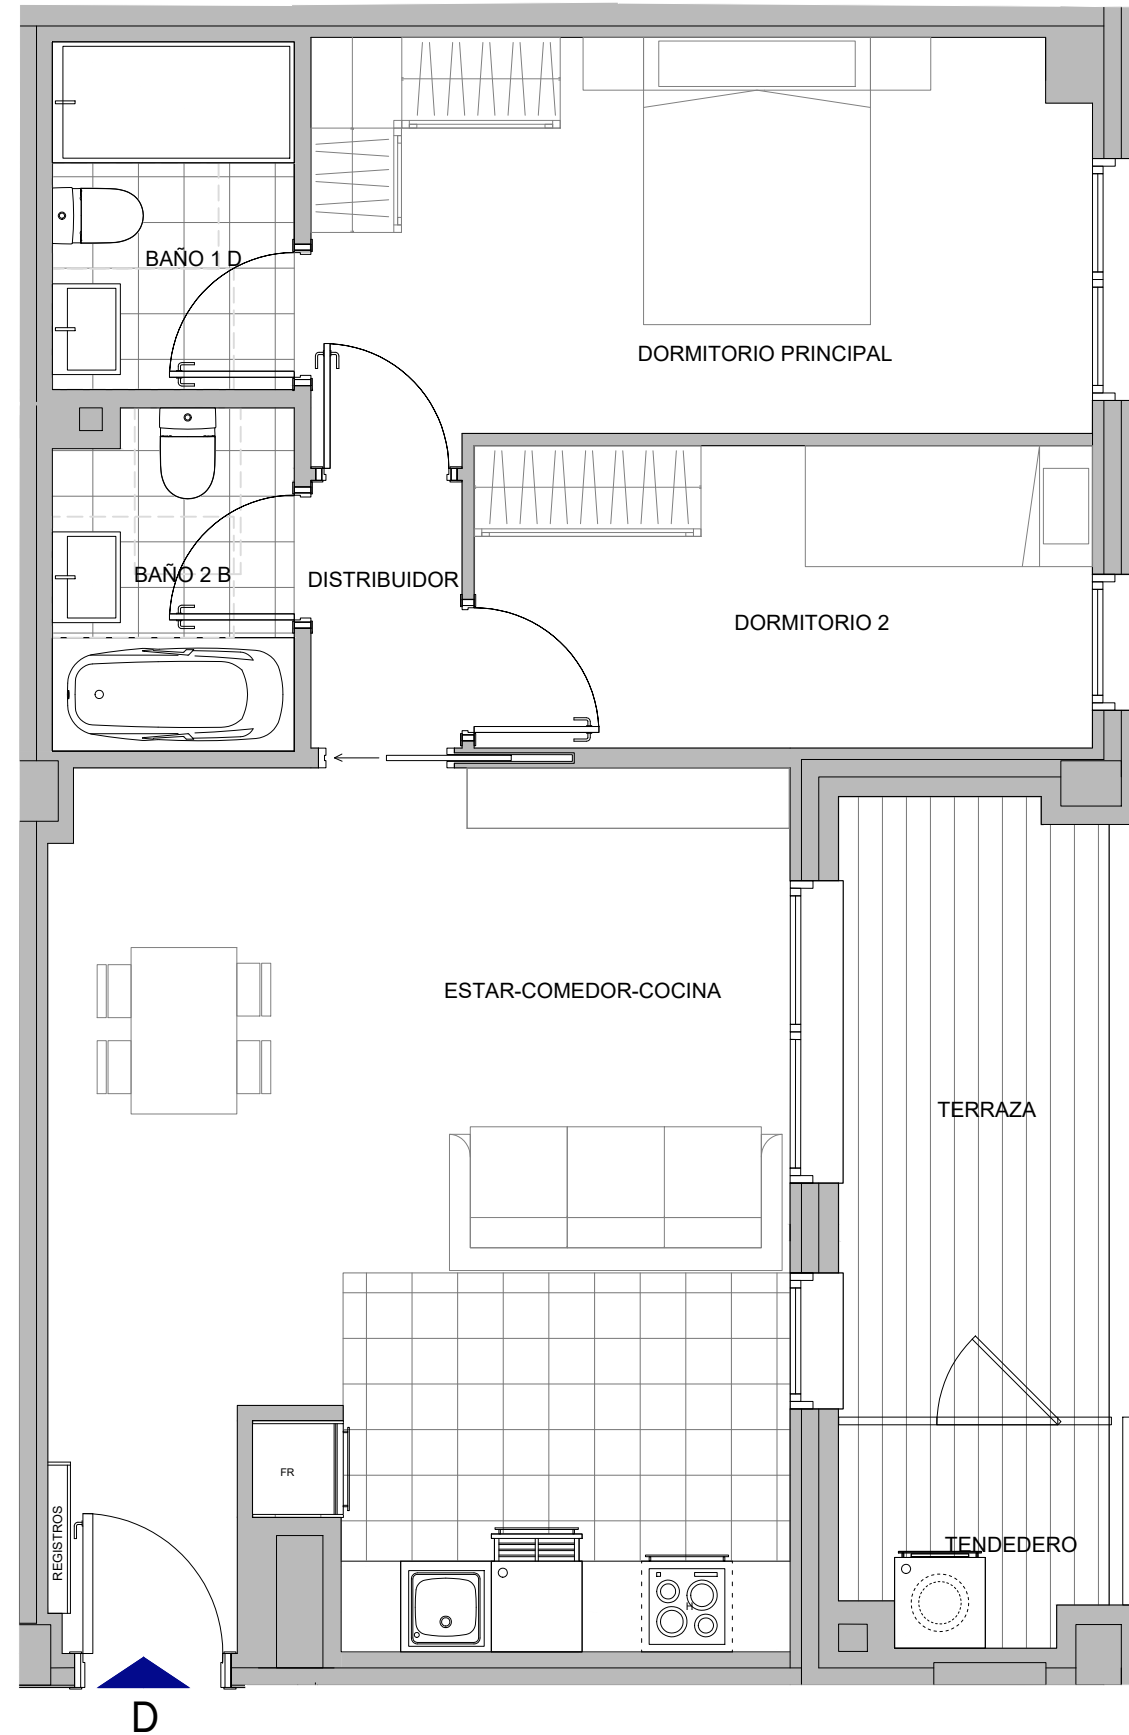 BAÑO 1 D
DORMITORIO PRINCIPAL
BAÑO 2 B
DISTRIBUIDOR
DORMITORIO 2
ESTAR-COMEDOR-COCINA
TERRAZA
FR
REGISTROS
TENDEDERO
H
D